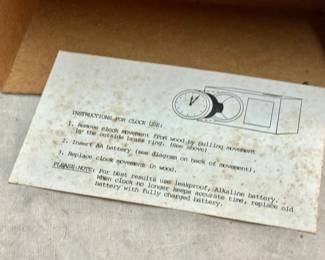 INSTRUCTIONS FOR CLOCK USE:
1. Remove clock movement from wood by pulling movement
by the outside brass ring. (see above)
2. Insert AA battery (see diagram on back of movement).
3. Replace clock movement in wood.
PLEASE NOTE: For best results use leakproof, Alkaline battery.
When clock no longer keeps accurate time, replace old
battery with fully charged battery.